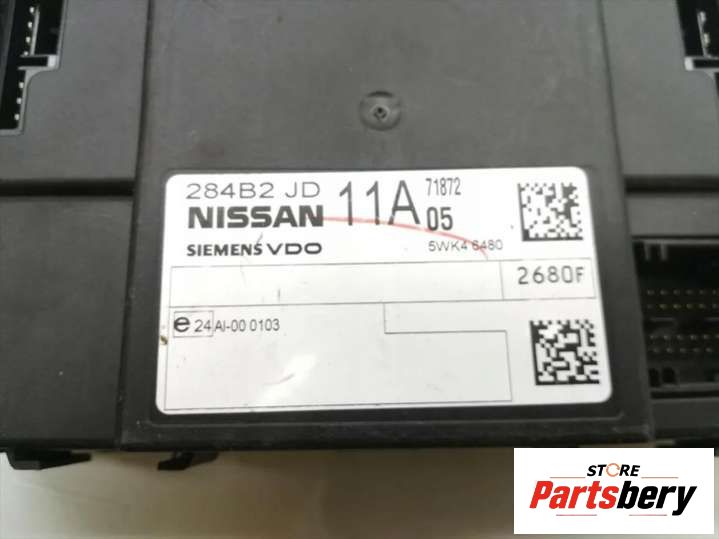 284B2 JD 11A 71872
05
NISSAN
SIEMENS VDO 5WK4 6480
2680F
e 24 AI-00 0103
STORE
Partsbery